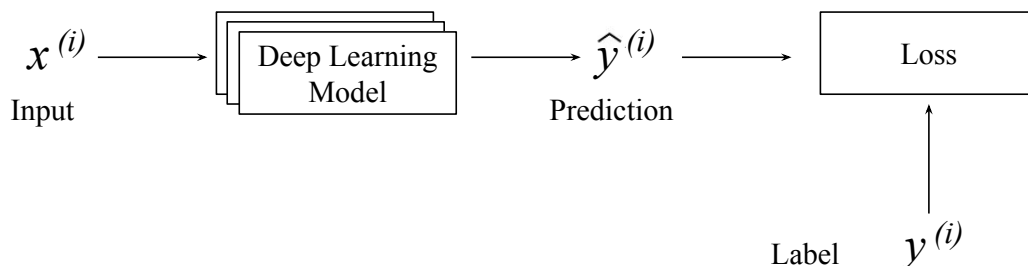 x (i)
Input
Deep Learning
Model
ŷ (i)
Prediction
Loss
Label
y (i)